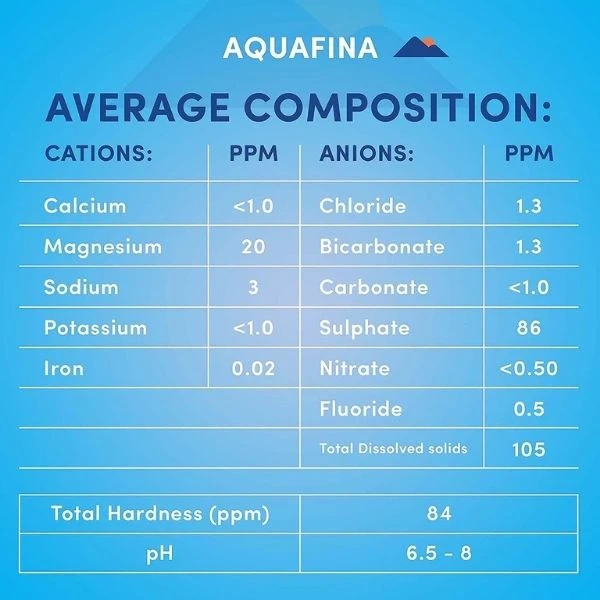 AQUAFINA
AVERAGE COMPOSITION:
CATIONS: PPM ANIONS: PPM
Calcium <1.0 Chloride 1.3
Magnesium 20 Bicarbonate 1.3
Sodium 3 Carbonate <1.0
Potassium <1.0 Sulphate 86
Iron 0.02 Nitrate <0.50
Fluoride 0.5
Total Dissolved solids 105
Total Hardness (ppm) 84
pH 6.5 - 8